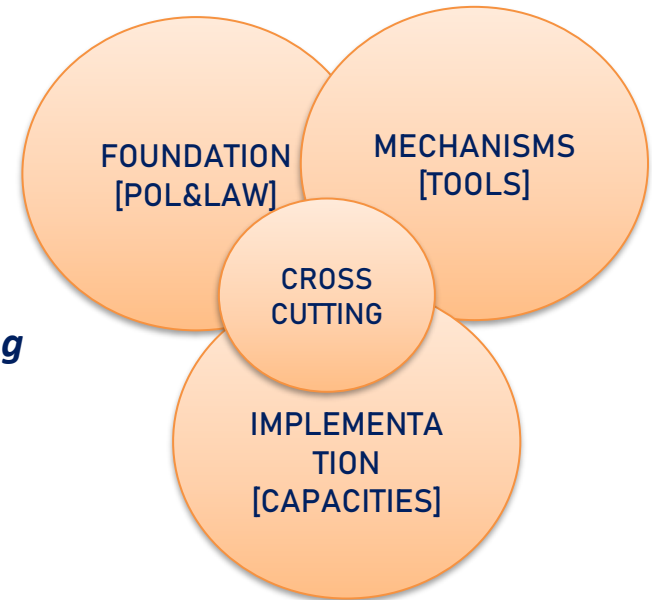 FOUNDATION
[POL&LAW]
MECHANISMS
[TOOLS]
CROSS
CUTTING
g
IMPLEMENTA
TION
[CAPACITIES]